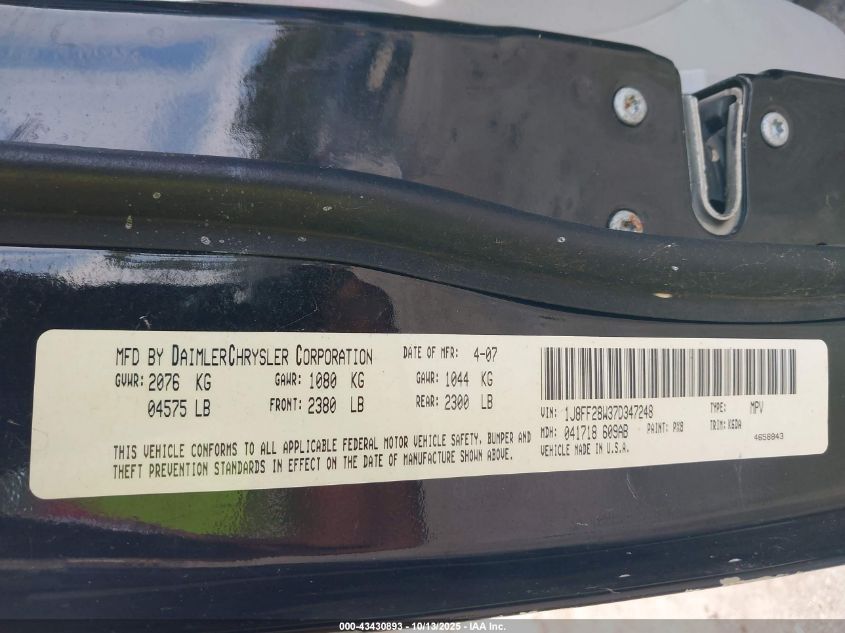 MFD BY DAIMLERCHRYSLER CORPORATION DATE OF MFR: 4-07
GVWR: 2076 KG GAWR: 1080 KG GAWR: 1044 KG
04575 LB FRONT: 2380 LB REAR: 2300 LB
THIS VEHICLE CONFORMS TO ALL APPLICABLE FEDERAL MOTOR VEHICLE SAFETY, BUMPER AND
THEFT PREVENTION STANDARDS IN EFFECT ON THE DATE OF MANUFACTURE SHOWN ABOVE.
VIN: 1J8FF28W37D347248 TYPE: MPV
MDH: 041718 609AB PAINT: PX8 TRIM: K6DA
VEHICLE MADE IN U.S.A. 4658843
000-43430893 - 10/13/2025 - IAA Inc.